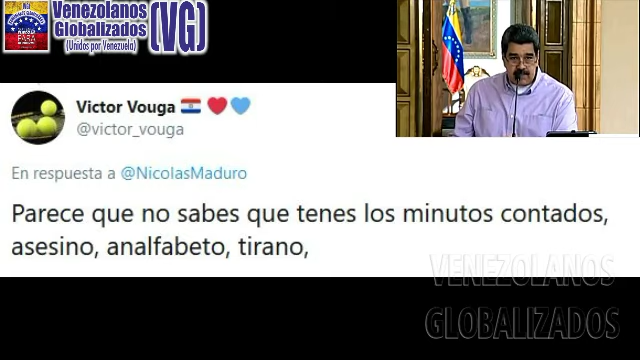 Venezolanos
Globalizados
(Unidos por Venezuela)
(VG)
Victor Vouga
@victor_vouga
En respuesta a @NicolasMaduro
Parece que no sabes que tenes los minutos contados,
asesino, analfabeto, tirano,
VENEZOLANOS
GLOBALIZADOS